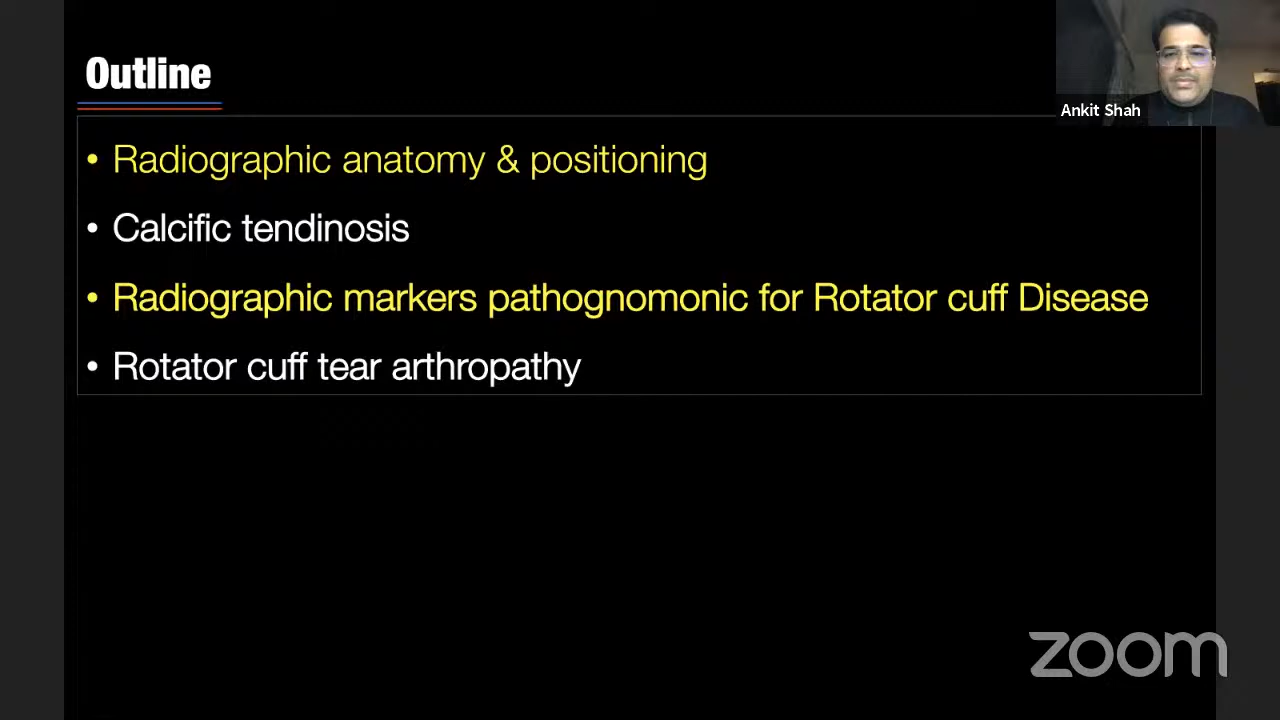 Outline
Ankit Shah
• Radiographic anatomy & positioning
• Calcific tendinosis
• Radiographic markers pathognomonic for Rotator cuff Disease
• Rotator cuff tear arthropathy
zoom